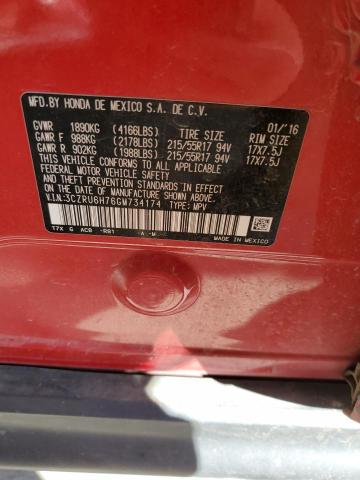 MFD.BY HONDA DE MEXICO S.A. DE C.V.
01/'16
GVWR 1890KG (4166LBS) TIRE SIZE RIM SIZE
GAWR F 988KG (2178LBS) 215/55R17 94V 17X7.5J
GAWR R 902KG (1988LBS) 215/55R17 94V 17X7.5J
THIS VEHICLE CONFORMS TO ALL APPLICABLE
FEDERAL MOTOR VEHICLE SAFETY STANDARDS IN
EFFECT ON THE DATE OF MANUFACTURE SHOWN ABOVE.
V.I.N:3CZRU6H76GM734174 TYPE: MPV
T7X G ACB -R81 -A -M
MADE IN MEXICO